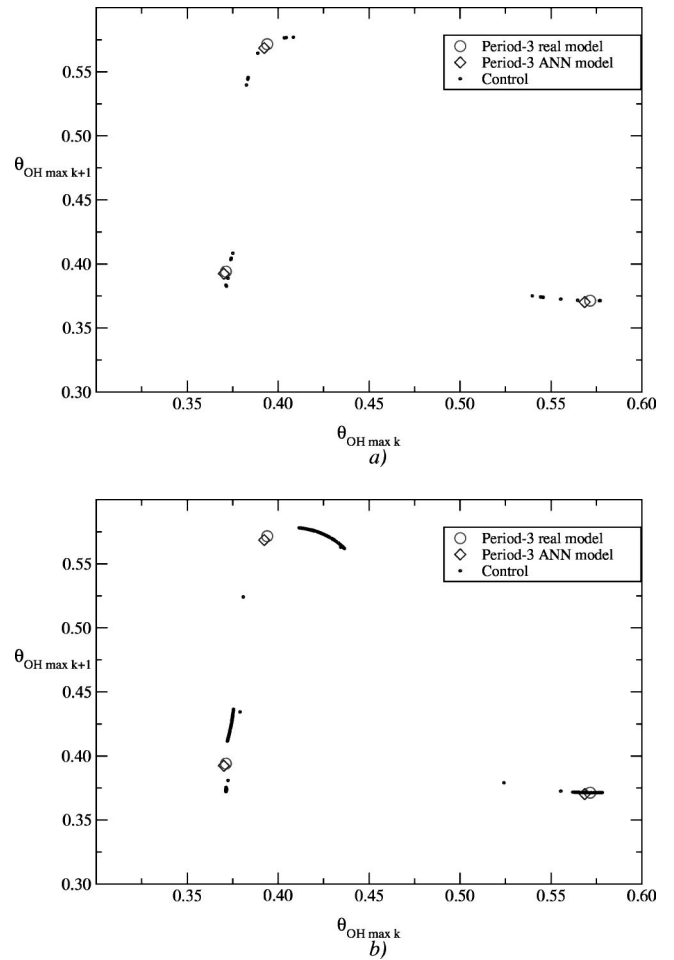 0.55
0.50
0.45
0.40
0.35
0.30
θOH max k+1
Period-3 real model
Period-3 ANN model
Control
0.35 0.40 0.45 0.50 0.55 0.60
θOH max k
a)
0.55
0.50
0.45
0.40
0.35
0.30
θOH max k+1
Period-3 real model
Period-3 ANN model
Control
0.35 0.40 0.45 0.50 0.55 0.60
θOH max k
b)